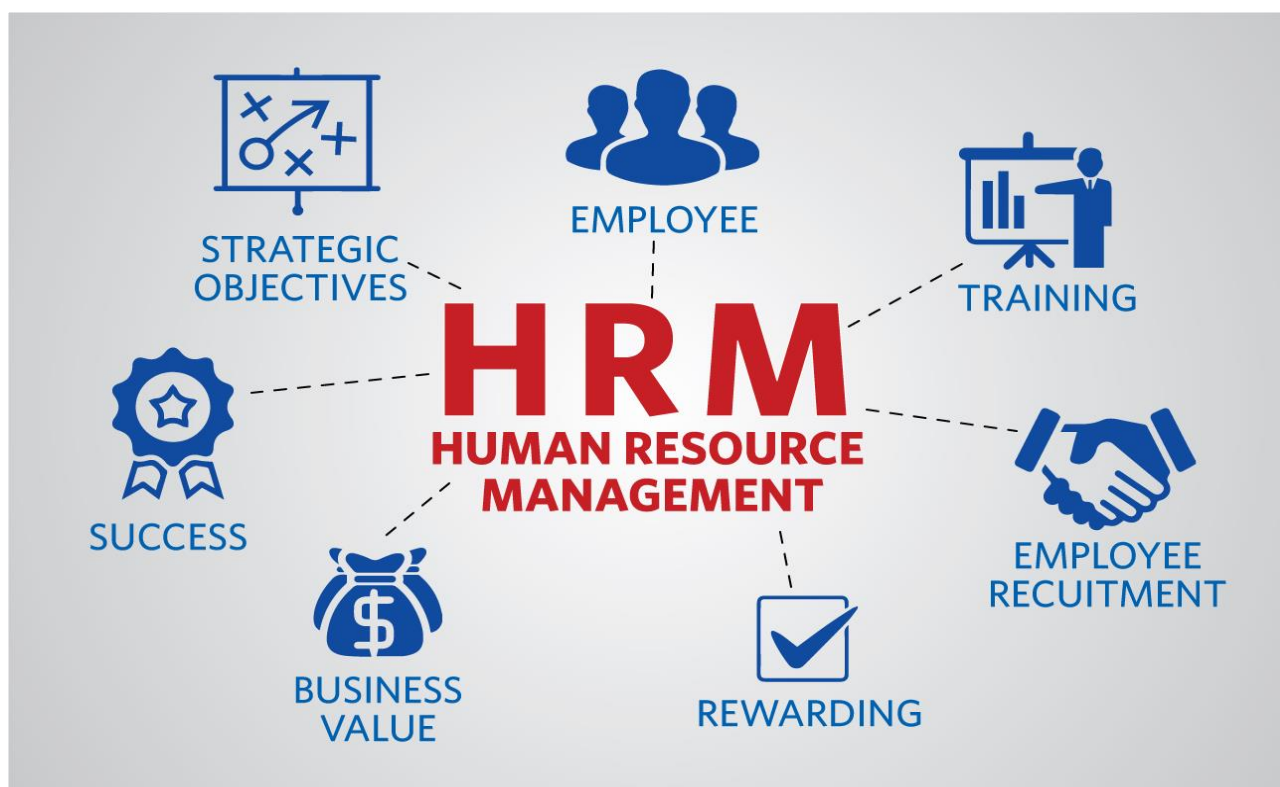 STRATEGIC
OBJECTIVES
EMPLOYEE
TRAINING
HRM
HUMAN RESOURCE
MANAGEMENT
SUCCESS
EMPLOYEE
RECUITMENT
$
BUSINESS
VALUE
REWARDING